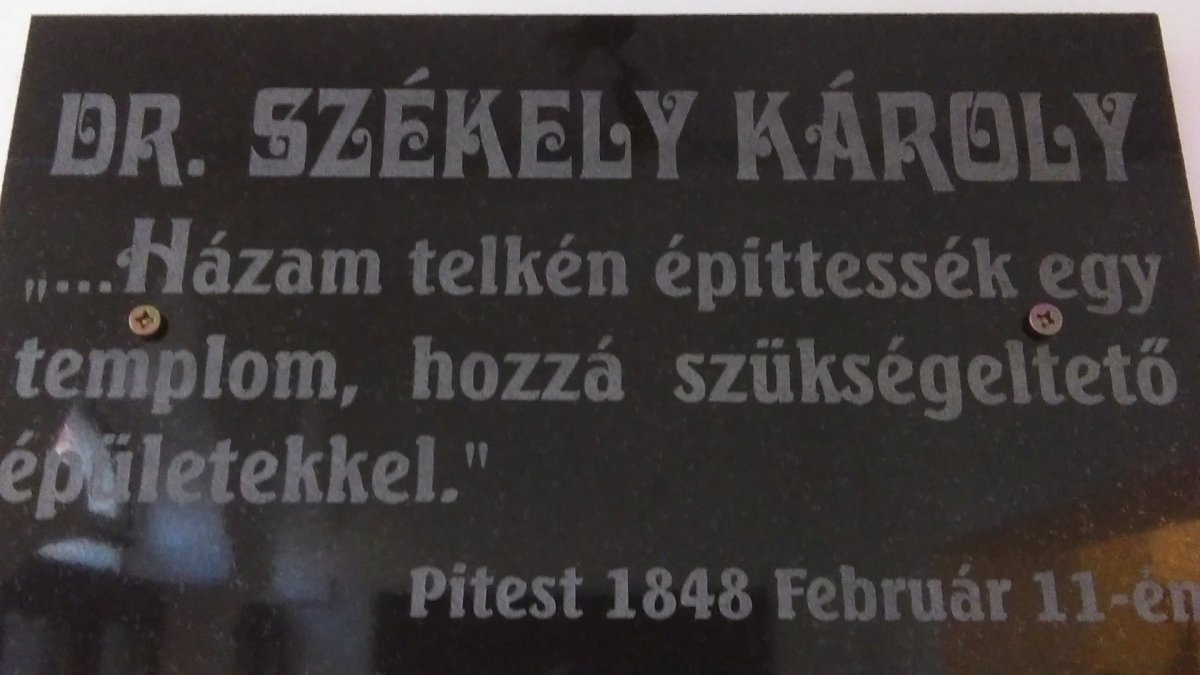 DR. SZÉKELY KÁROLY
„...Házam telkén épittessék egy
templom, hozzá szükségeltető
épületekkel."
Pitest 1848 Február 11-én